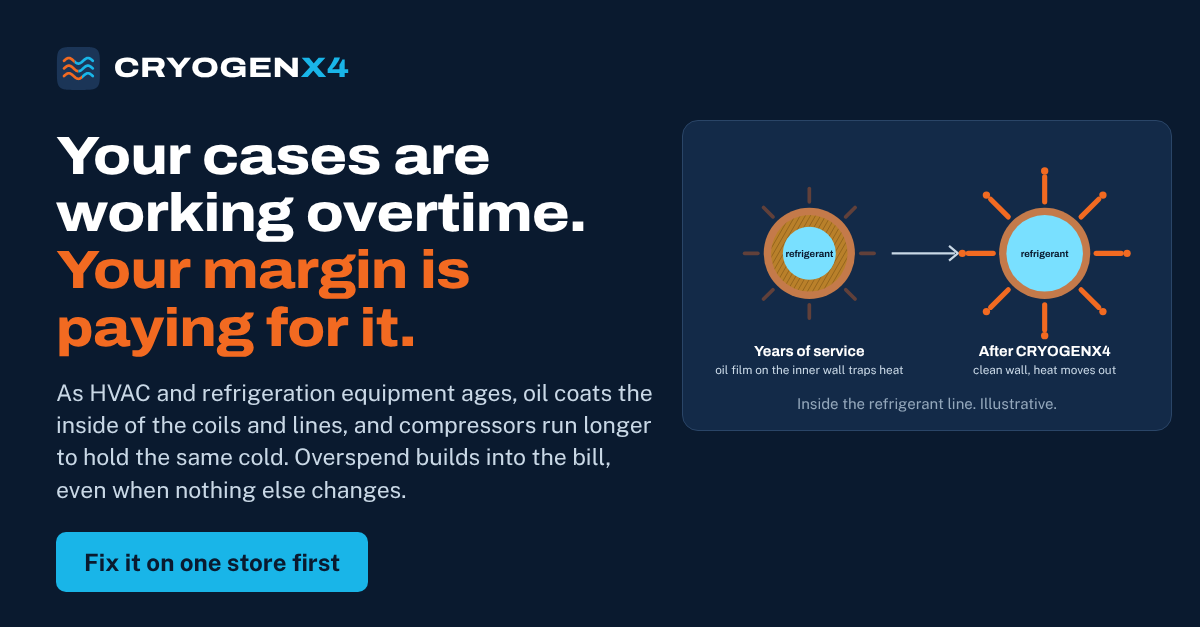 CRYOGENX4
Your cases are
working overtime.
Your margin is
paying for it.
As HVAC and refrigeration equipment ages, oil coats the
inside of the coils and lines, and compressors run longer
to hold the same cold. Overspend builds into the bill,
even when nothing else changes.
Fix it on one store first
refrigerant
refrigerant
Years of service
oil film on the inner wall traps heat
After CRYOGENX4
clean wall, heat moves out
Inside the refrigerant line. Illustrative.